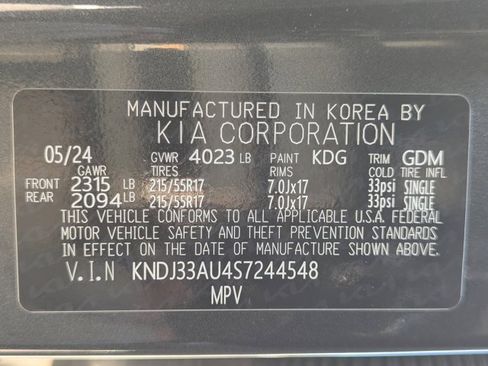 MANUFACTURED IN KOREA BY
KIA CORPORATION
05/24 GVWR 4023 LB PAINT KDG TRIM GDM
GAWR RIMS COLD TIRE INFL
FRONT 2315 LB 215/55R17 7.0Jx17 33psi SINGLE
REAR 2094 LB 215/55R17 7.0Jx17 33psi SINGLE
THIS VEHICLE CONFORMS TO ALL APPLICABLE U.S.A. FEDERAL
MOTOR VEHICLE SAFETY AND THEFT PREVENTION STANDARDS
IN EFFECT ON THE DATE OF MANUFACTURE SHOWN ABOVE.
V.I.N KNDJ33AU4S7244548
MPV